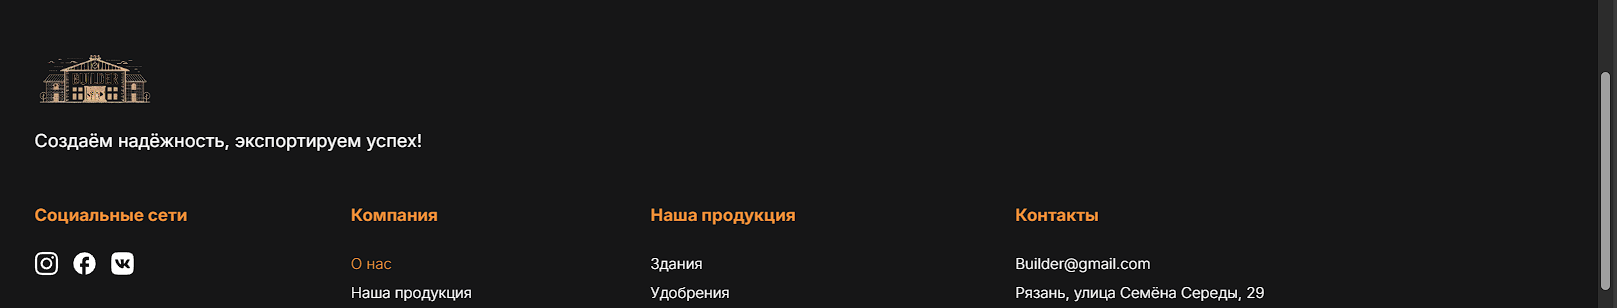 BUILDER
Создаём надёжность, экспортируем успех!
Социальные сети
Компания
О нас
Наша продукция
Наша продукция
Здания
Удобрения
Контакты
Builder@gmail.com
Рязань, улица Семёна Середы, 29